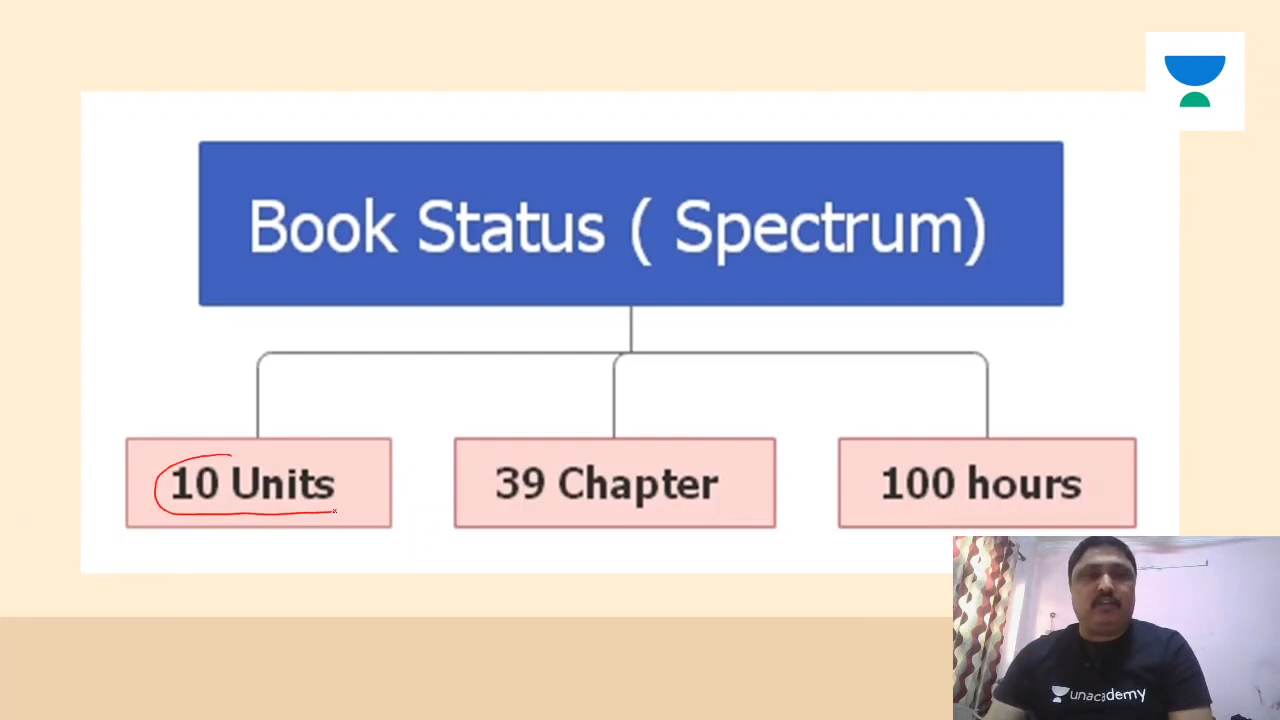 Book Status ( Spectrum)
10 Units
39 Chapter
100 hours
unacademy